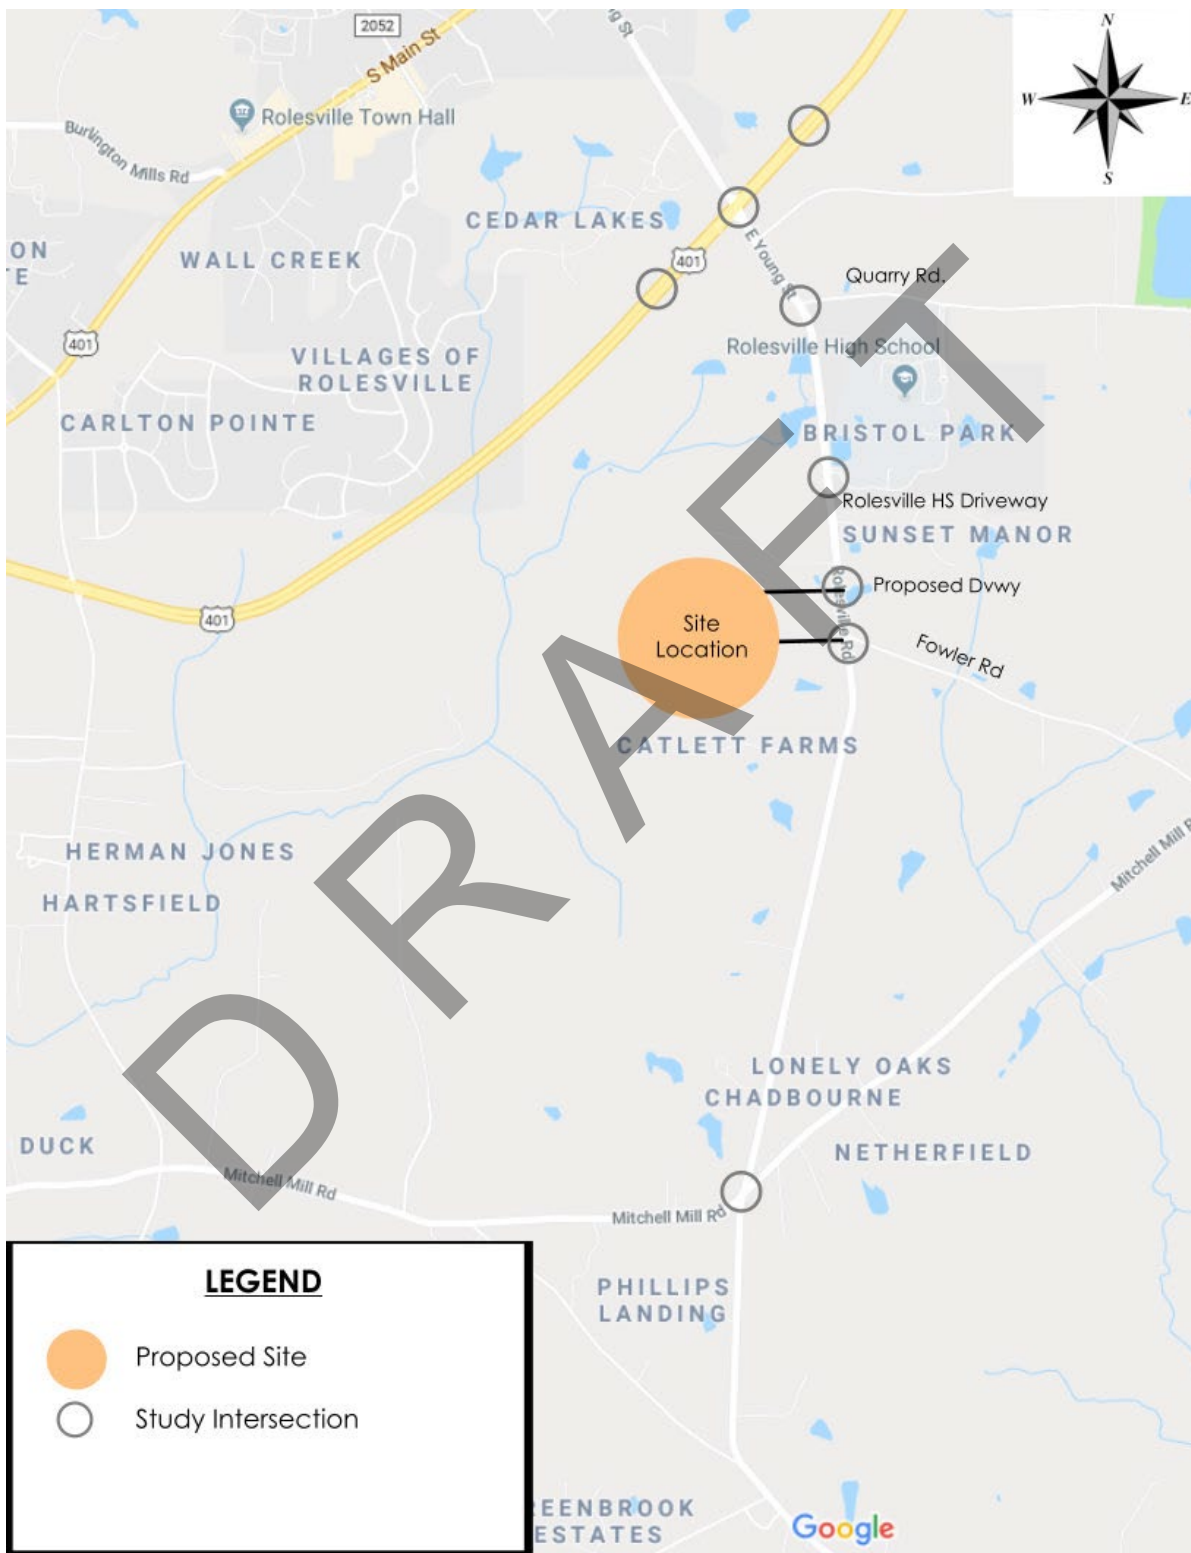 2052
S Main St
g St
N
W
E
S
Rolesville Town Hall
Burlington Mills Rd
CEDAR LAKES
ON
E
WALL CREEK
401
E Young St
Quarry Rd.
401
Rolesville High School
VILLAGES OF
ROLESVILLE
CARLTON POINTE
BRISTOL PARK
Rolesville HS Driveway
SUNSET MANOR
Rolesville Rd
Proposed Dvwy
401
Site
Location
Fowler Rd
CATLETT FARMS
DRAFT
HERMAN JONES
HARTSFIELD
Mitchell Mill R
LONELY OAKS
CHADBOURNE
DUCK
NETHERFIELD
Mitchell Mill Rd
Mitchell Mill Rd
LEGEND
PHILLIPS
LANDING
Proposed Site
Study Intersection
EENBROOK
ESTATES
Google